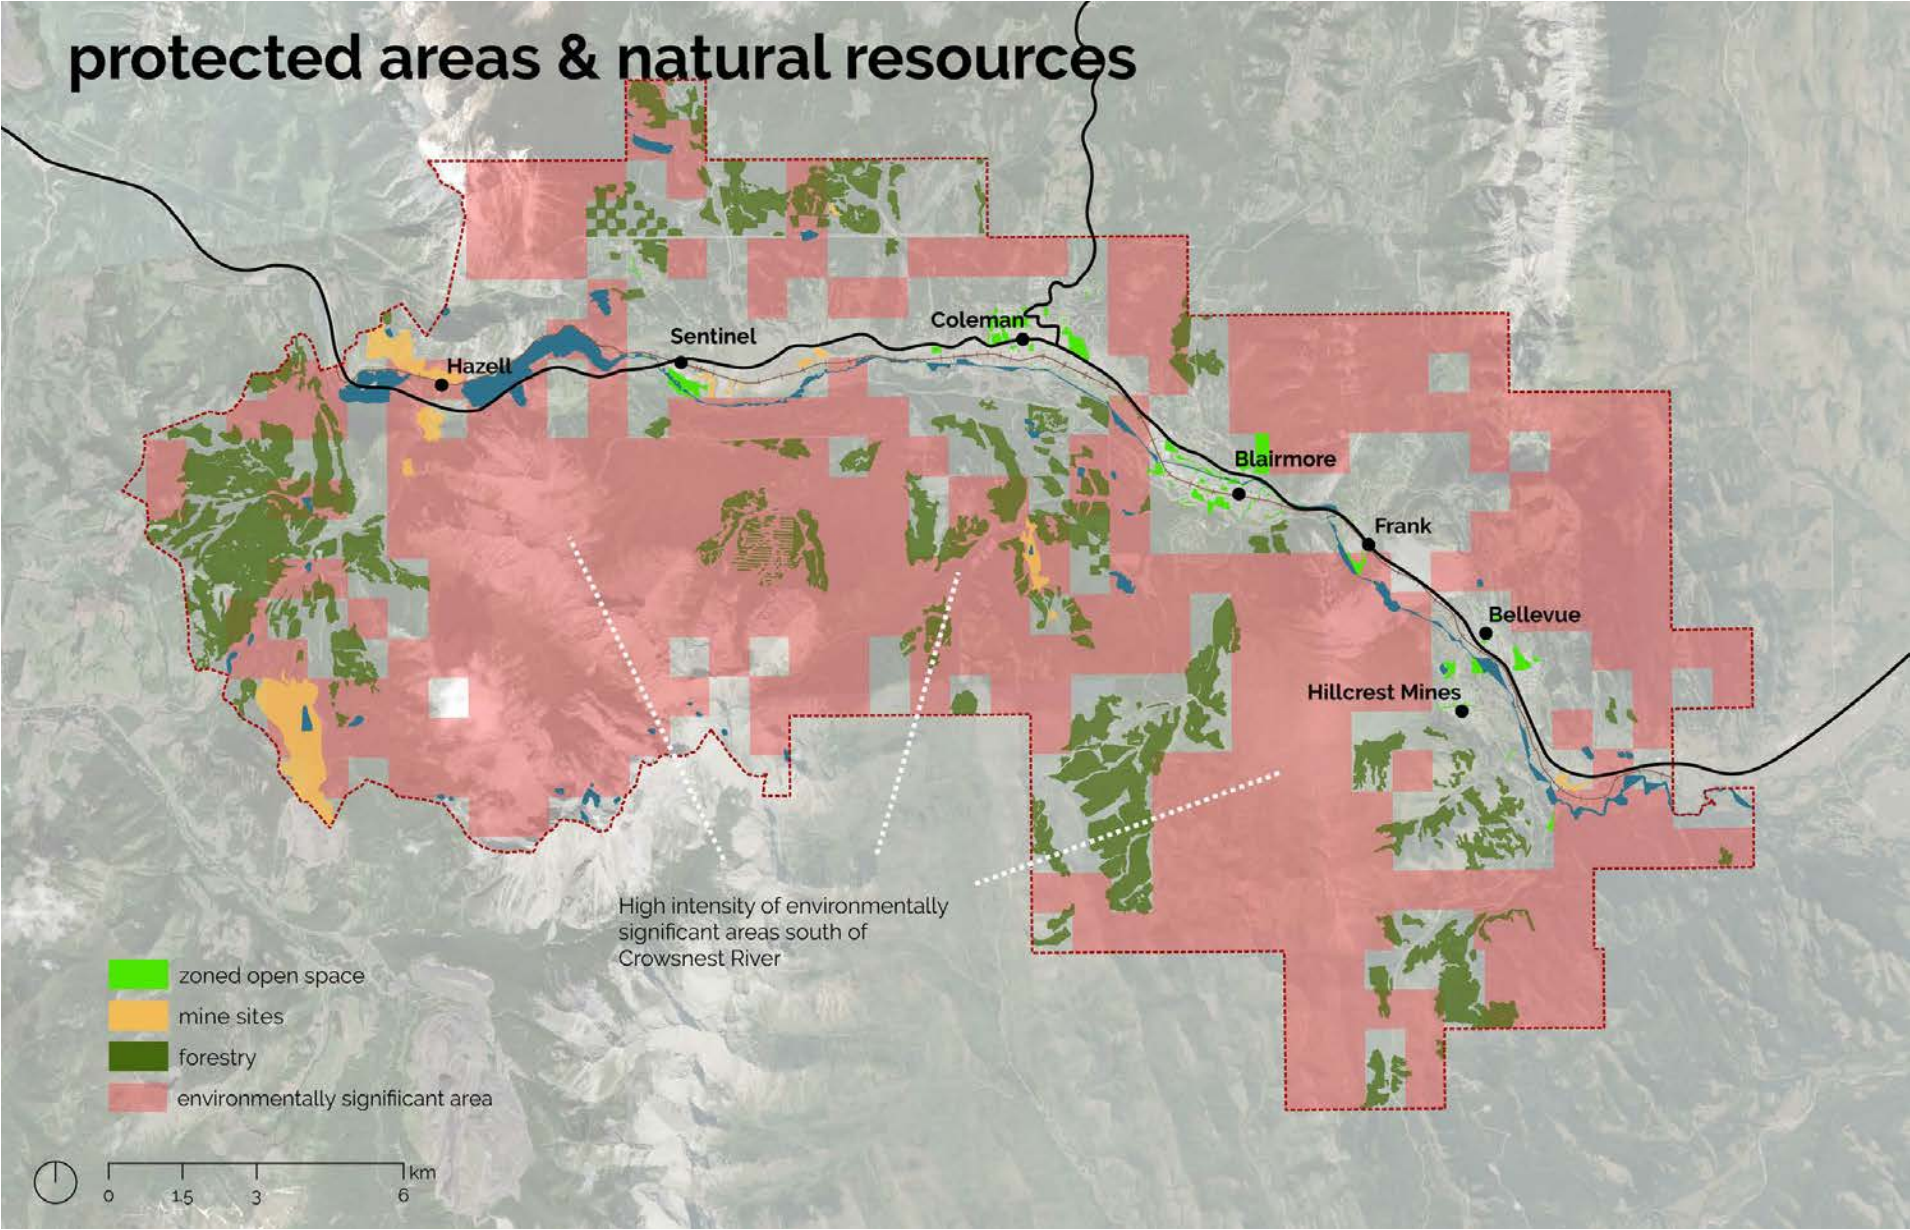 protected areas & natural resources
Sentinel
Coleman
Hazell
Blairmore
Frank
Bellevue
Hillcrest Mines
High intensity of environmentally
significant areas south of
Crowsnest River
zoned open space
mine sites
forestry
environmentally signifiicant area
km
0 1.5 3 6